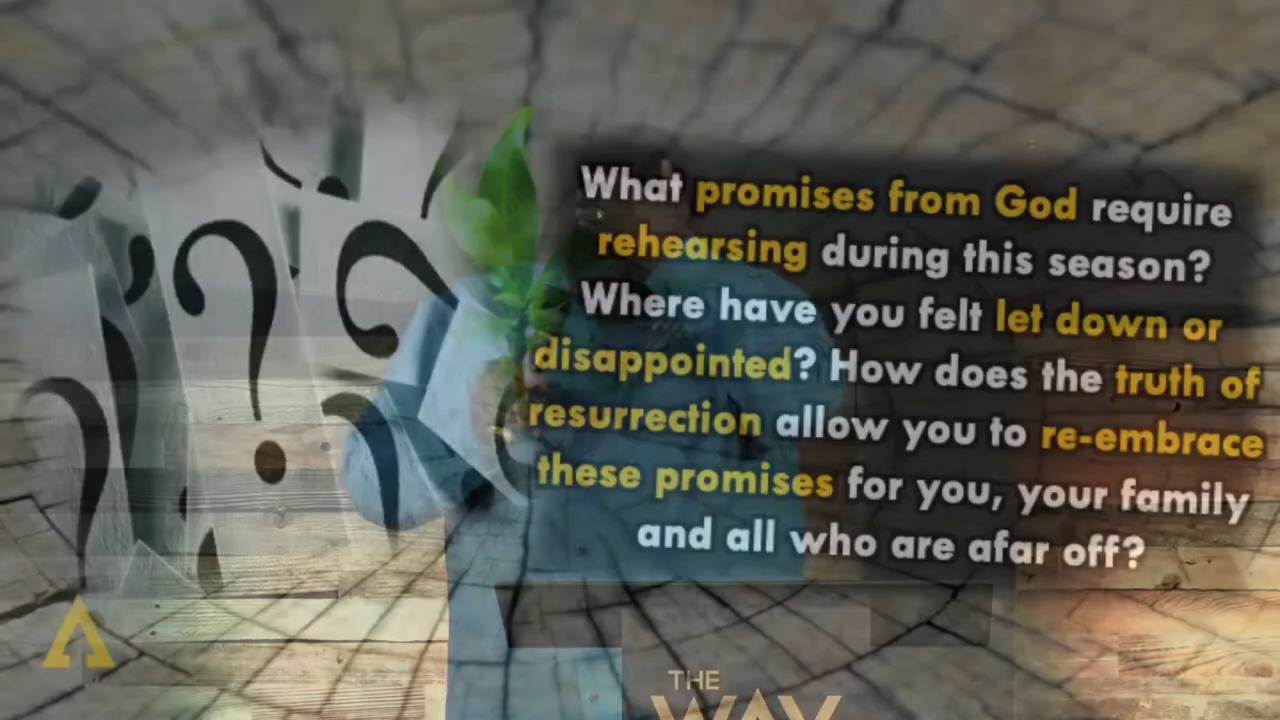 What promises from God require
rehearsing during this season?
Where have you felt let down or
disappointed? How does the truth of
resurrection allow you to re-embrace
these promises for you, your family
and all who are afar off?
THE
WAY